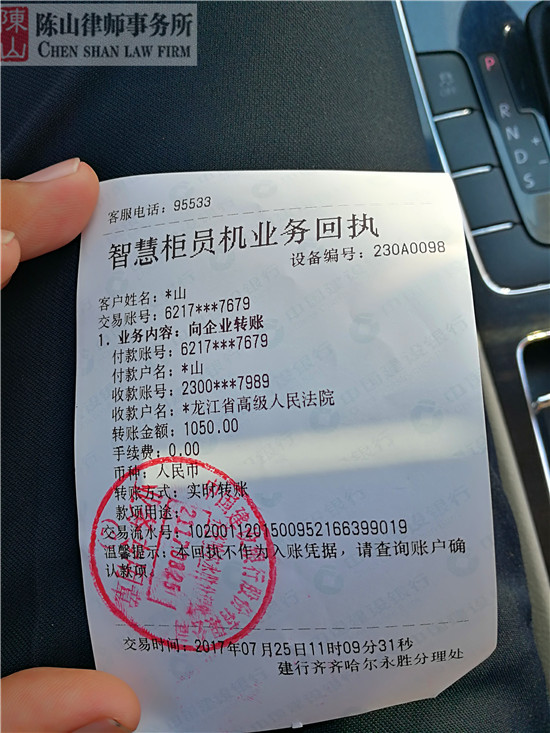 陈山律师事务所
CHEN SHAN LAW FIRM
P
R
N
D
S
+
-
OFF
客服电话：95533
智慧柜员机业务回执
设备编号：230A0098
客户姓名：*山
交易账号：6217***7679
1. 业务内容：向企业转账
付款账号：6217***7679
付款户名：*山
收款账号：2300***7989
收款户名：*龙江省高级人民法院
转账金额：1050.00
手续费：0.00
币种：人民币
转账方式：实时转账
款项用途：
交易流水号：1020011201500952166399019
温馨提示：本回执不作为入账凭据，请查询账户确
认款项。
交易时间：2017年07月25日11时09分31秒
建行齐齐哈尔永胜分理处